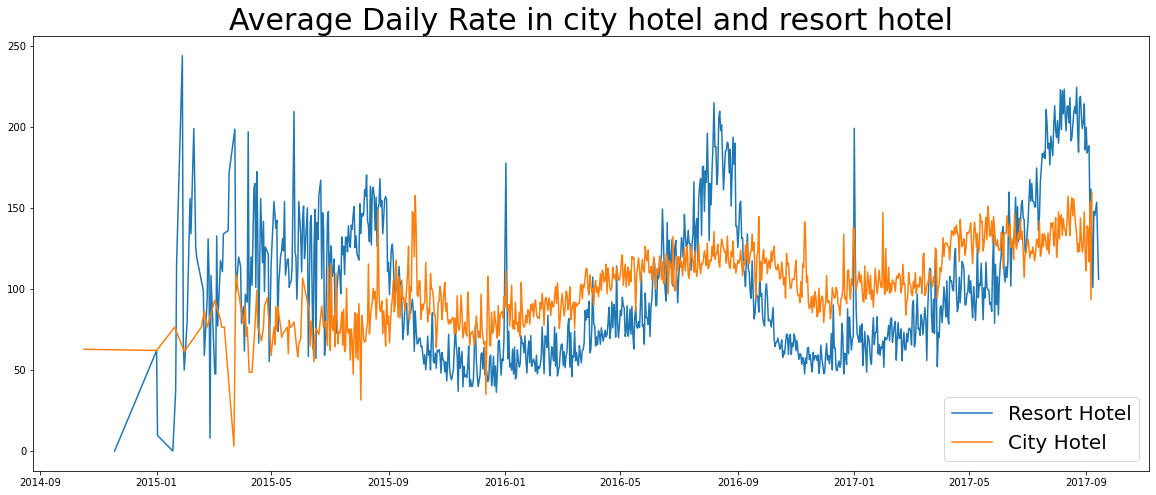 Average Daily Rate in city hotel and resort hotel
250
200
150
100
50
0
Resort Hotel
City Hotel
2014-09 2015-01 2015-05 2015-09 2016-01 2016-05 2016-09 2017-01 2017-05 2017-09